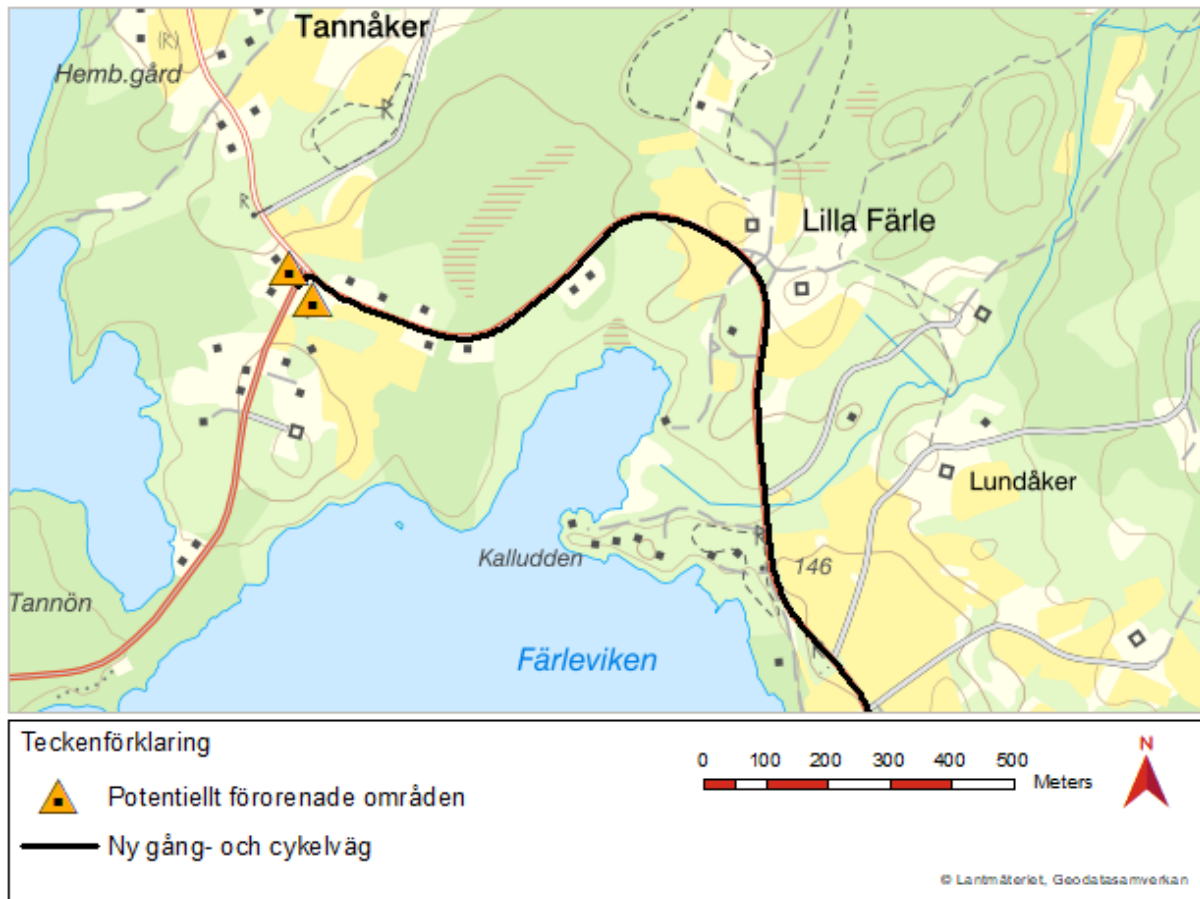 Tannåker
(R)
Hemb.gård
R
R
Lilla Färle
Lundåker
R
Kalludden
146
Tannön
Färleviken
R
Teckenförklaring
Potentiellt förorenade områden
Ny gång- och cykelväg
0 100 200 300 400 500
Meters
N
© Lantmäteriet, Geodatasamverkan